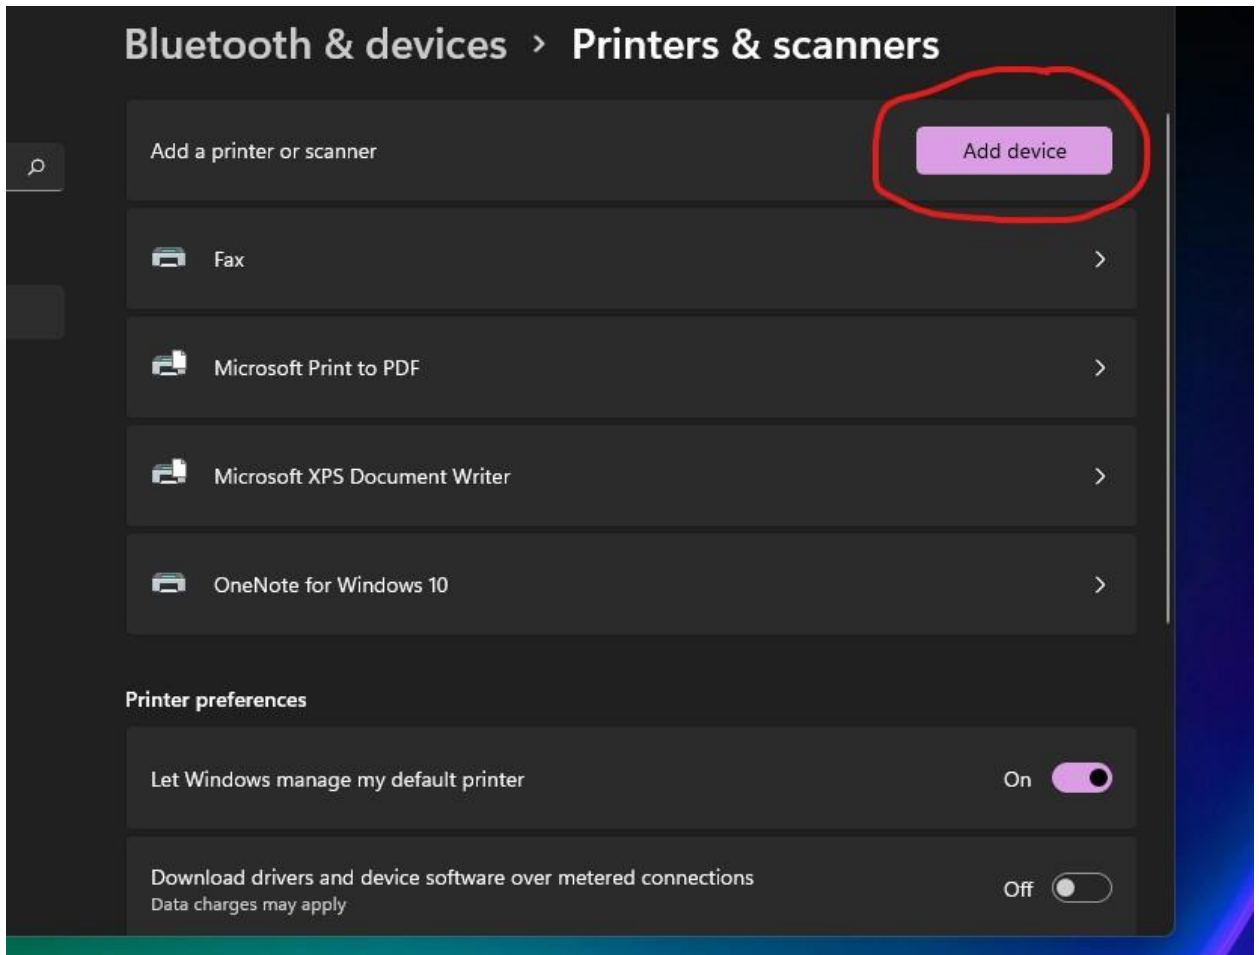 Bluetooth & devices > Printers & scanners
Add a printer or scanner
Add device
Fax
Microsoft Print to PDF
Microsoft XPS Document Writer
OneNote for Windows 10
Printer preferences
Let Windows manage my default printer
On
Download drivers and device software over metered connections
Data charges may apply
Off